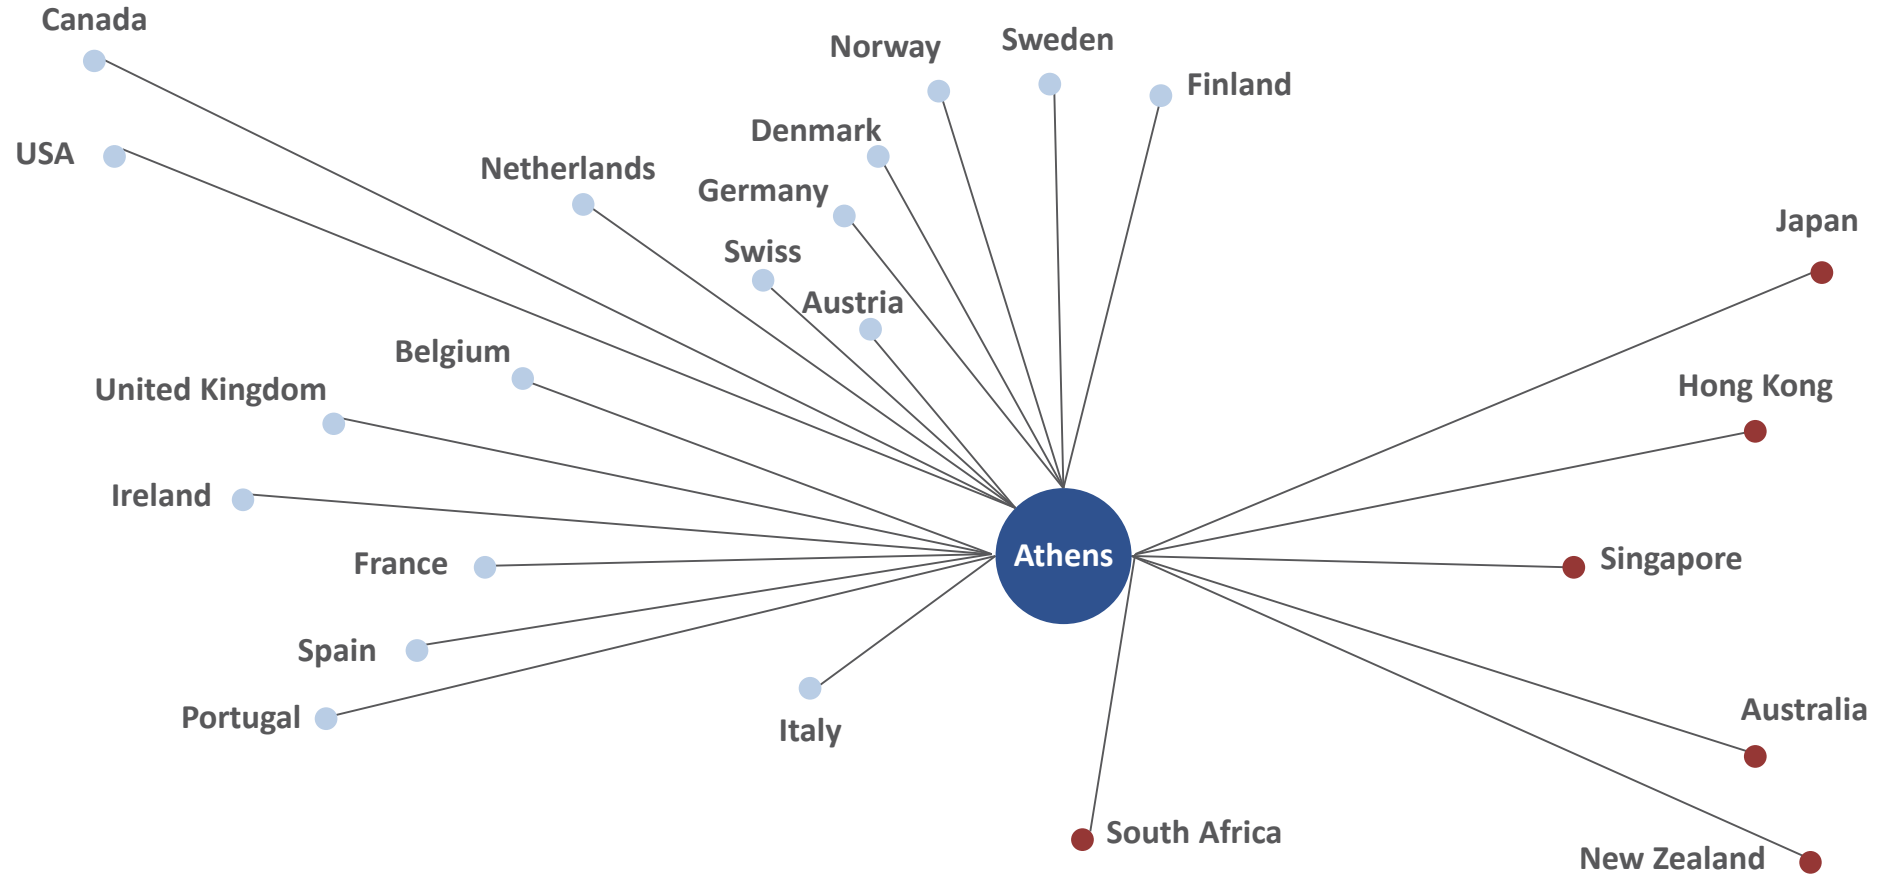 Canada
Norway
Sweden
Finland
Denmark
USA
Netherlands
Germany
Japan
Swiss
Austria
Belgium
United Kingdom
Hong Kong
Ireland
France
Athens
Singapore
Spain
Portugal
Italy
Australia
South Africa
New Zealand